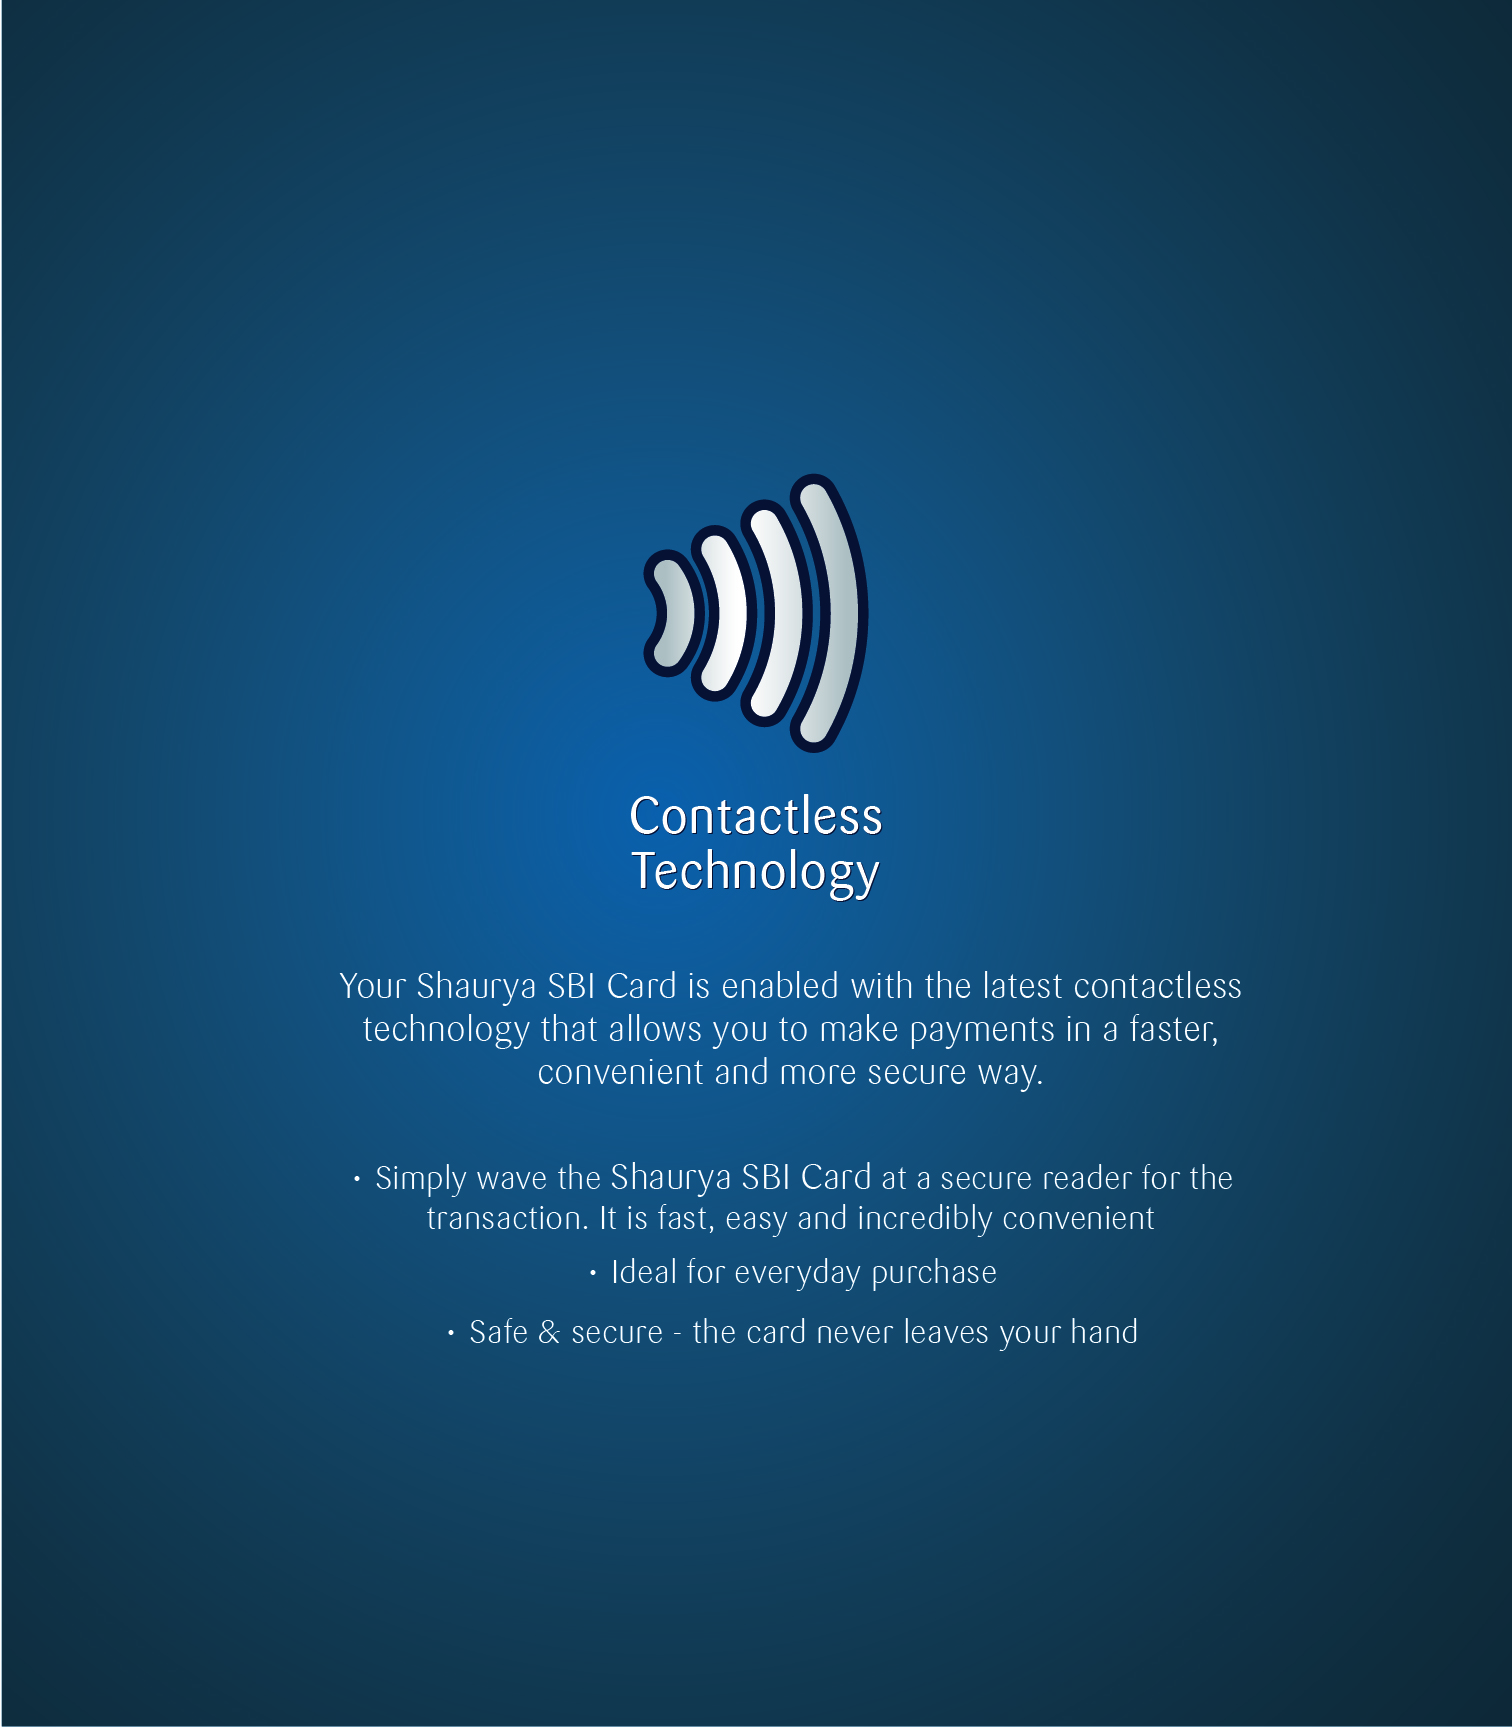 Contactless
Technology
Your Shaurya SBI Card is enabled with the latest contactless
technology that allows you to make payments in a faster,
convenient and more secure way.
• Simply wave the Shaurya SBI Card at a secure reader for the
transaction. It is fast, easy and incredibly convenient
• Ideal for everyday purchase
• Safe & secure - the card never leaves your hand